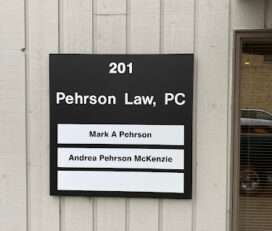 201
Pehrson Law, PC
Mark A Pehrson
Andrea Pehrson McKenzie